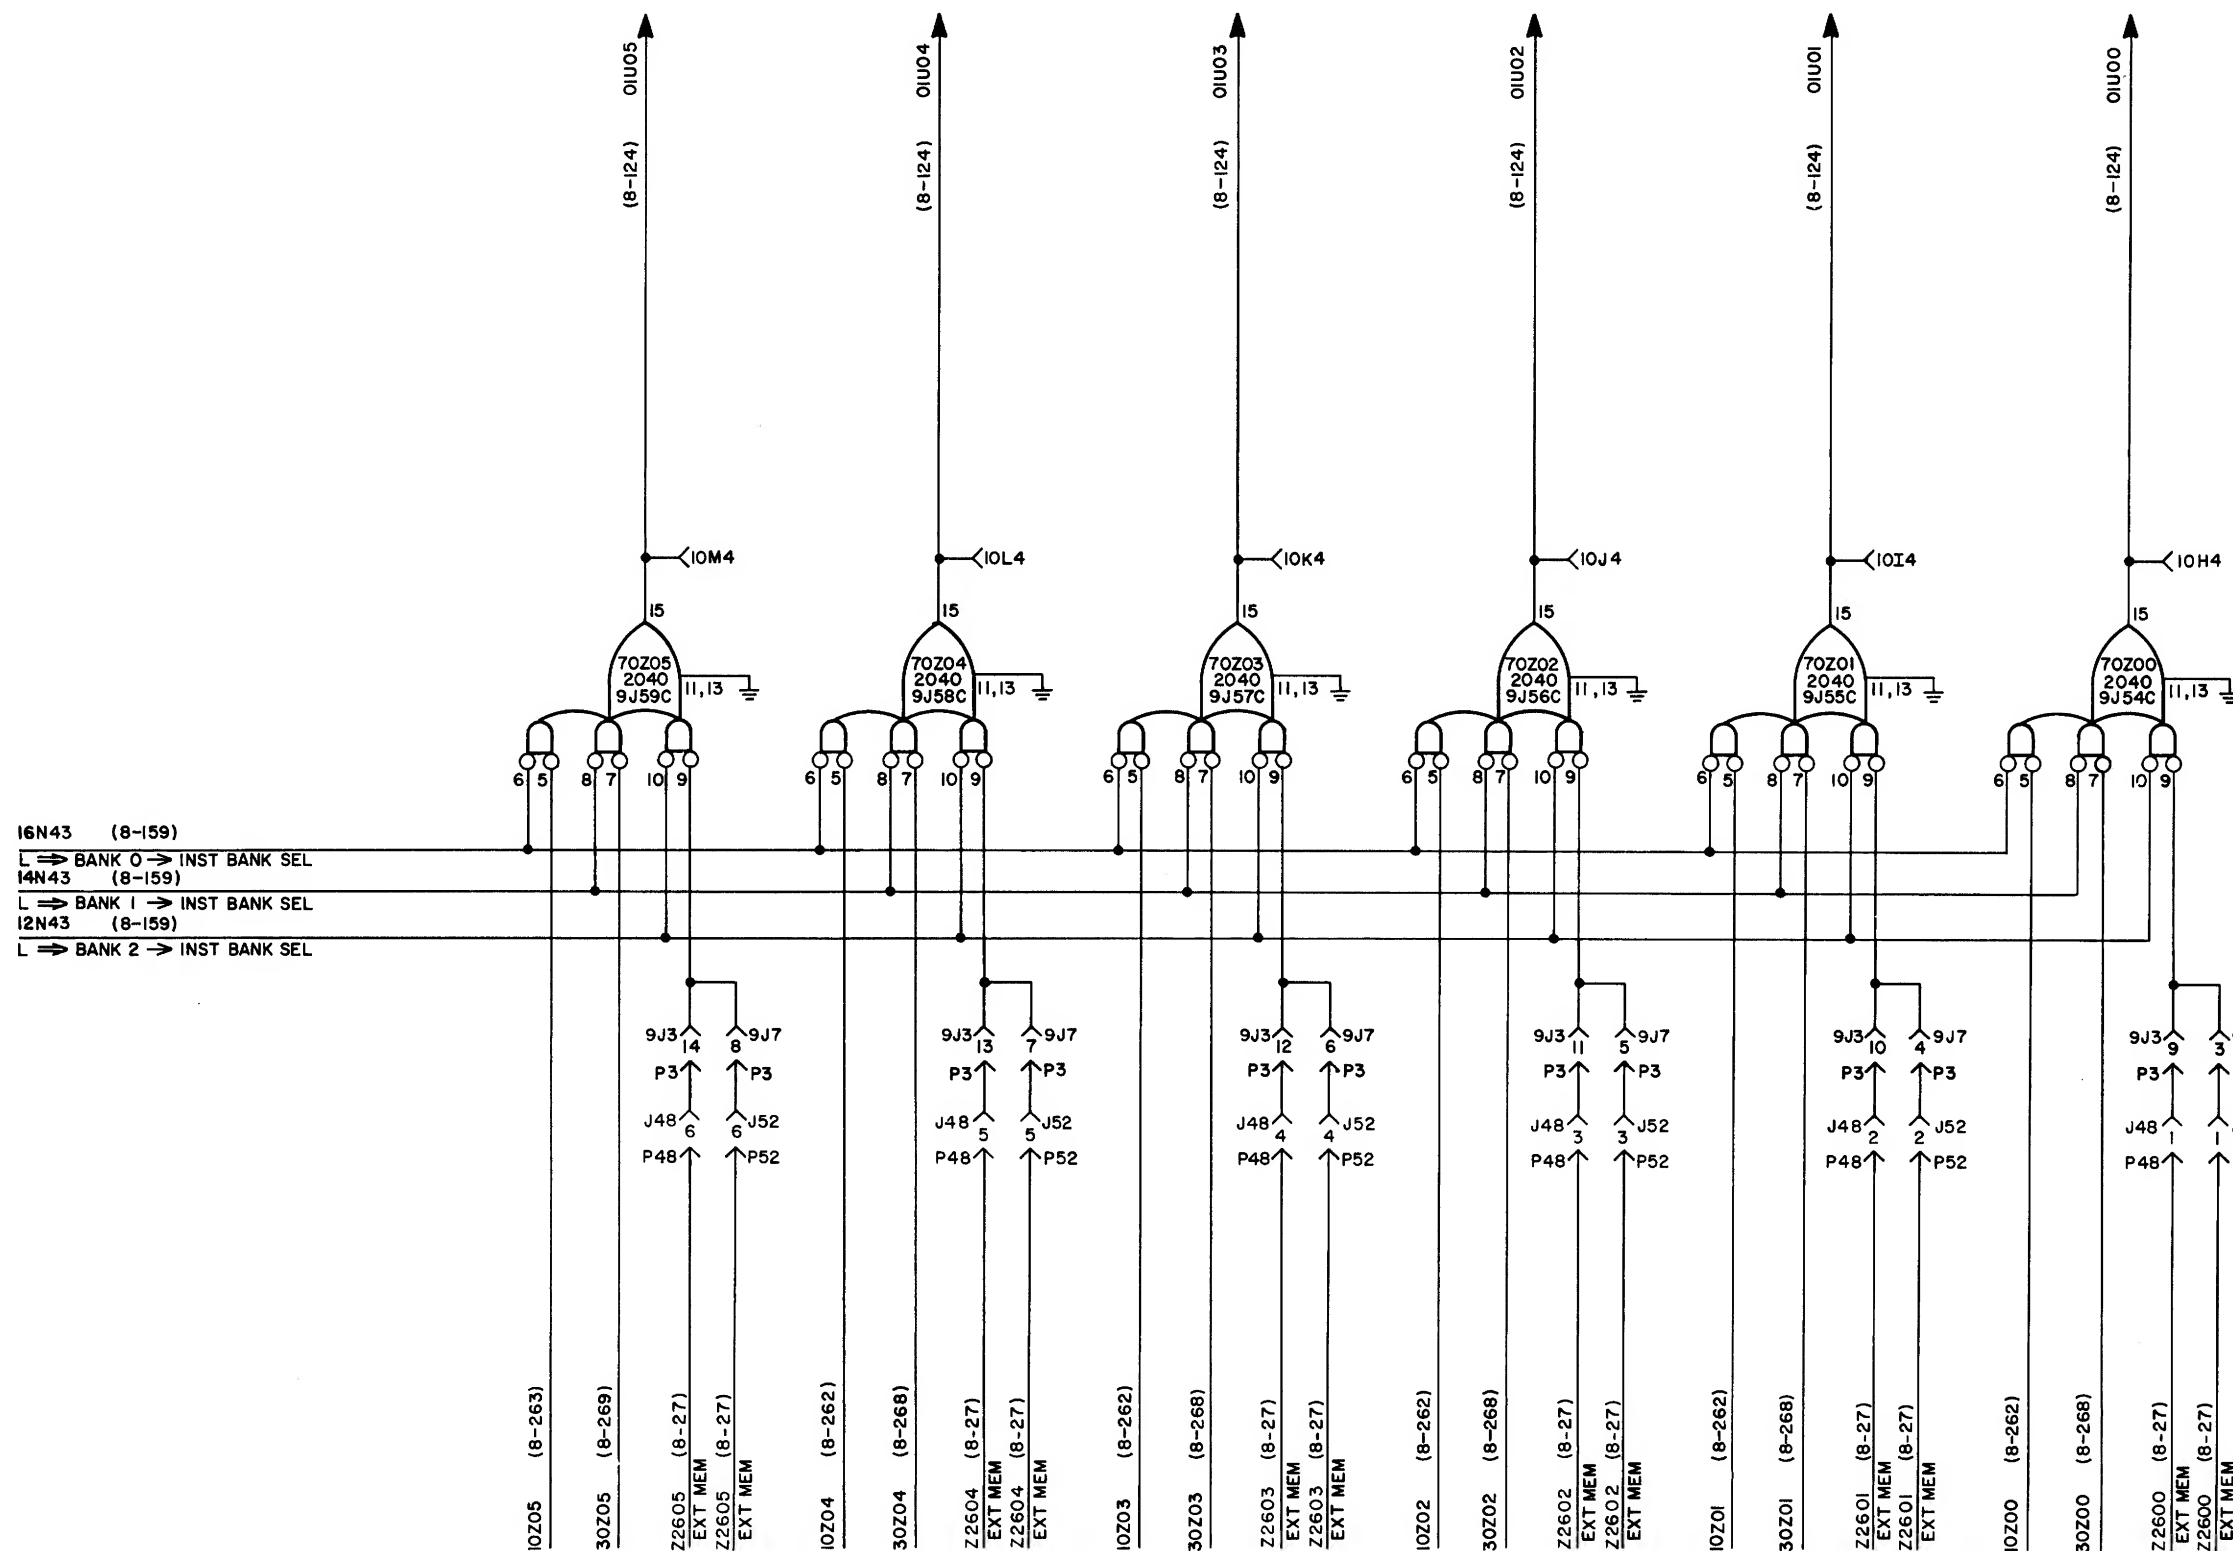 01U05 01U04 01U03 01U02 01U01 01U00
(8-124) (8-124) (8-124) (8-124) (8-124) (8-124)
10M4 10L4 10K4 10J4 10I4 10H4
15 15 15 15 15 15
70Z05 70Z04 70Z03 70Z02 70Z01 70Z00
2040 2040 2040 2040 2040 2040
9J59C 9J58C 9J57C 9J56C 9J55C 9J54C
11,13 11,13 11,13 11,13 11,13 11,13
6 5 8 7 10 9 6 5 8 7 10 9 6 5 8 7 10 9 6 5 8 7 10 9 6 5 8 7 10 9 6 5 8 7 10 9
16N43 (8-159)
L ⇒ BANK 0 → INST BANK SEL
14N43 (8-159)
L ⇒ BANK 1 → INST BANK SEL
12N43 (8-159)
L ⇒ BANK 2 → INST BANK SEL
9J3 9J7 9J3 9J7 9J3 9J7 9J3 9J7 9J3 9J7 9J3
14 8 13 7 12 6 11 5 10 4 9 3
P3 P3 P3 P3 P3 P3 P3 P3 P3 P3 P3
J48 J52 J48 J52 J48 J52 J48 J52 J48 J52 J48
6 6 5 5 4 4 3 3 2 2 1 1
P48 P52 P48 P52 P48 P52 P48 P52 P48 P52 P48
10Z05 (8-263)
30Z05 (8-269)
Z2605 (8-27)
EXT MEM
Z2605 (8-27)
EXT MEM
10Z04 (8-262)
30Z04 (8-268)
Z2604 (8-27)
EXT MEM
Z2604 (8-27)
EXT MEM
10Z03 (8-262)
30Z03 (8-268)
Z2603 (8-27)
EXT MEM
Z2603 (8-27)
EXT MEM
10Z02 (8-262)
30Z02 (8-268)
Z2602 (8-27)
EXT MEM
Z2602 (8-27)
EXT MEM
10Z01 (8-262)
30Z01 (8-268)
Z2601 (8-27)
EXT MEM
Z2601 (8-27)
EXT MEM
10Z00 (8-262)
30Z00 (8-268)
Z2600 (8-27)
EXT MEM
Z2600 (8-27)
EXT MEM